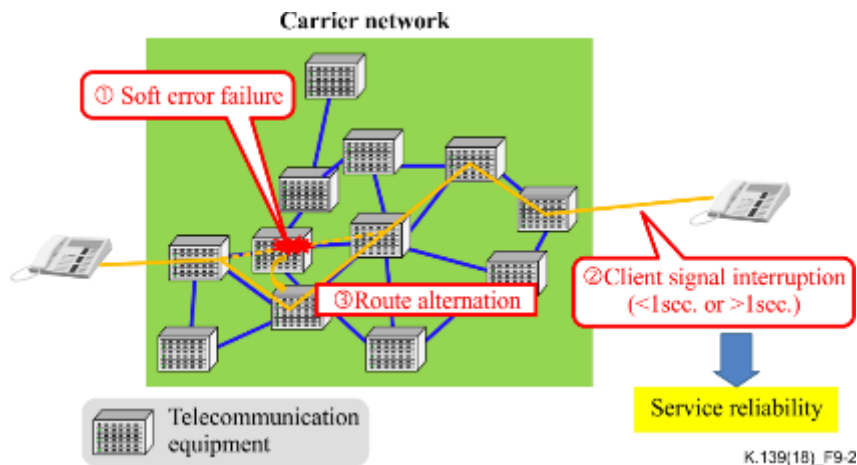 Carrier network
① Soft error failure
③Route alternation
②Client signal interruption
(<1sec. or >1sec.)
Service reliability
Telecommunication
equipment
K.139(18)_F9-2